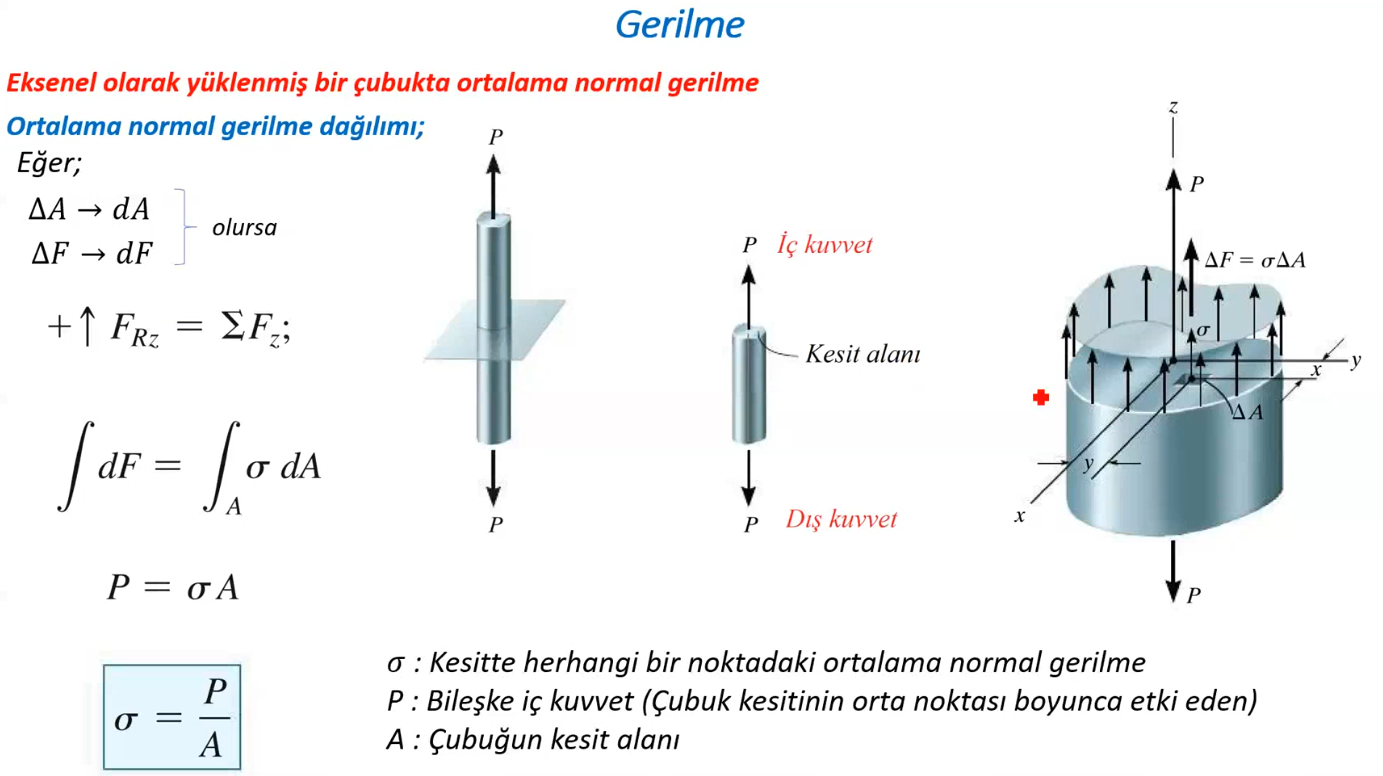 Gerilme
Eksenel olarak yüklenmiş bir çubukta ortalama normal gerilme
Ortalama normal gerilme dağılımı;
Eğer;
ΔA → dA
ΔF → dF
olursa
+↑ F_Rz = ΣF_z;
∫ dF = ∫_A σ dA
P = σ A
σ = P/A
P
P
P İç kuvvet
Kesit alanı
P Dış kuvvet
z
P
ΔF = σΔA
σ
y
x
ΔA
y
x
P
σ : Kesitte herhangi bir noktadaki ortalama normal gerilme
P : Bileşke iç kuvvet (Çubuk kesitinin orta noktası boyunca etki eden)
A : Çubuğun kesit alanı